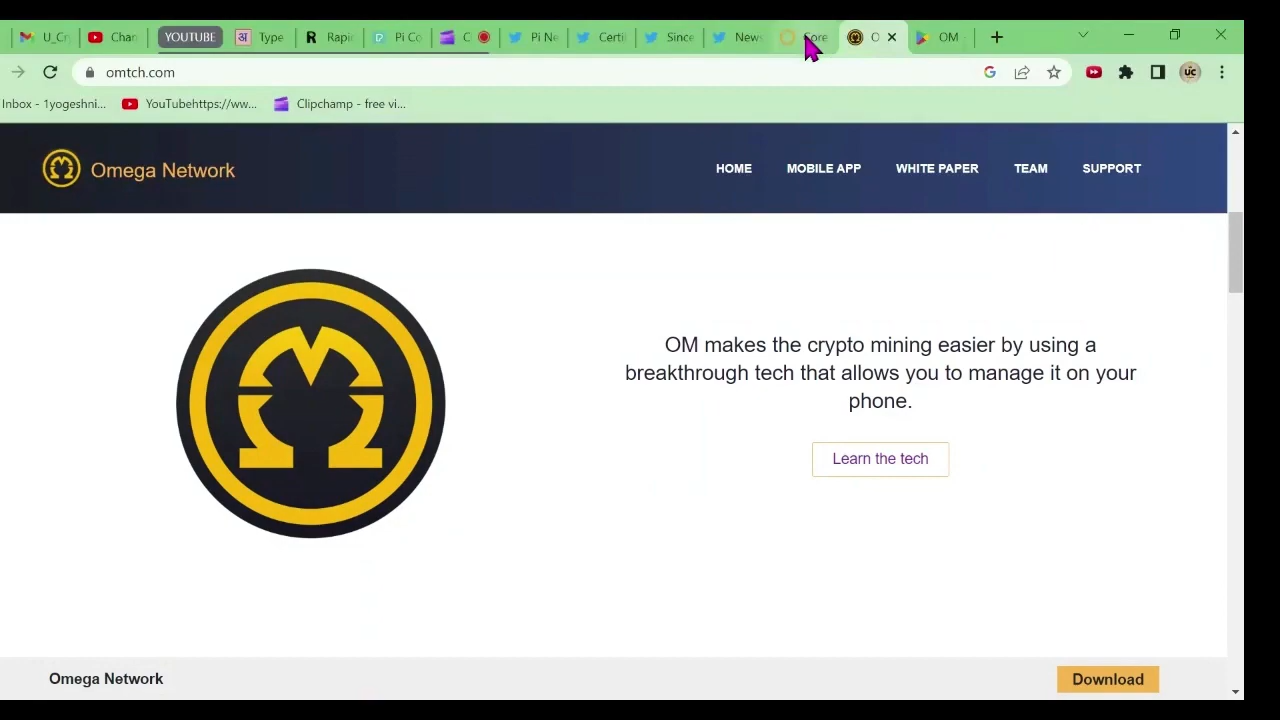 U_Cr
Chan
YOUTUBE
Type
Rapi
Pi Co
C
Pi Ne
Certi
Since
News
Core
O
OM
omtch.com
Inbox - 1yogeshni...
YouTubehttps://ww...
Clipchamp - free vi...
Omega Network
HOME
MOBILE APP
WHITE PAPER
TEAM
SUPPORT
OM makes the crypto mining easier by using a
breakthrough tech that allows you to manage it on your
phone.
Learn the tech
Omega Network
Download